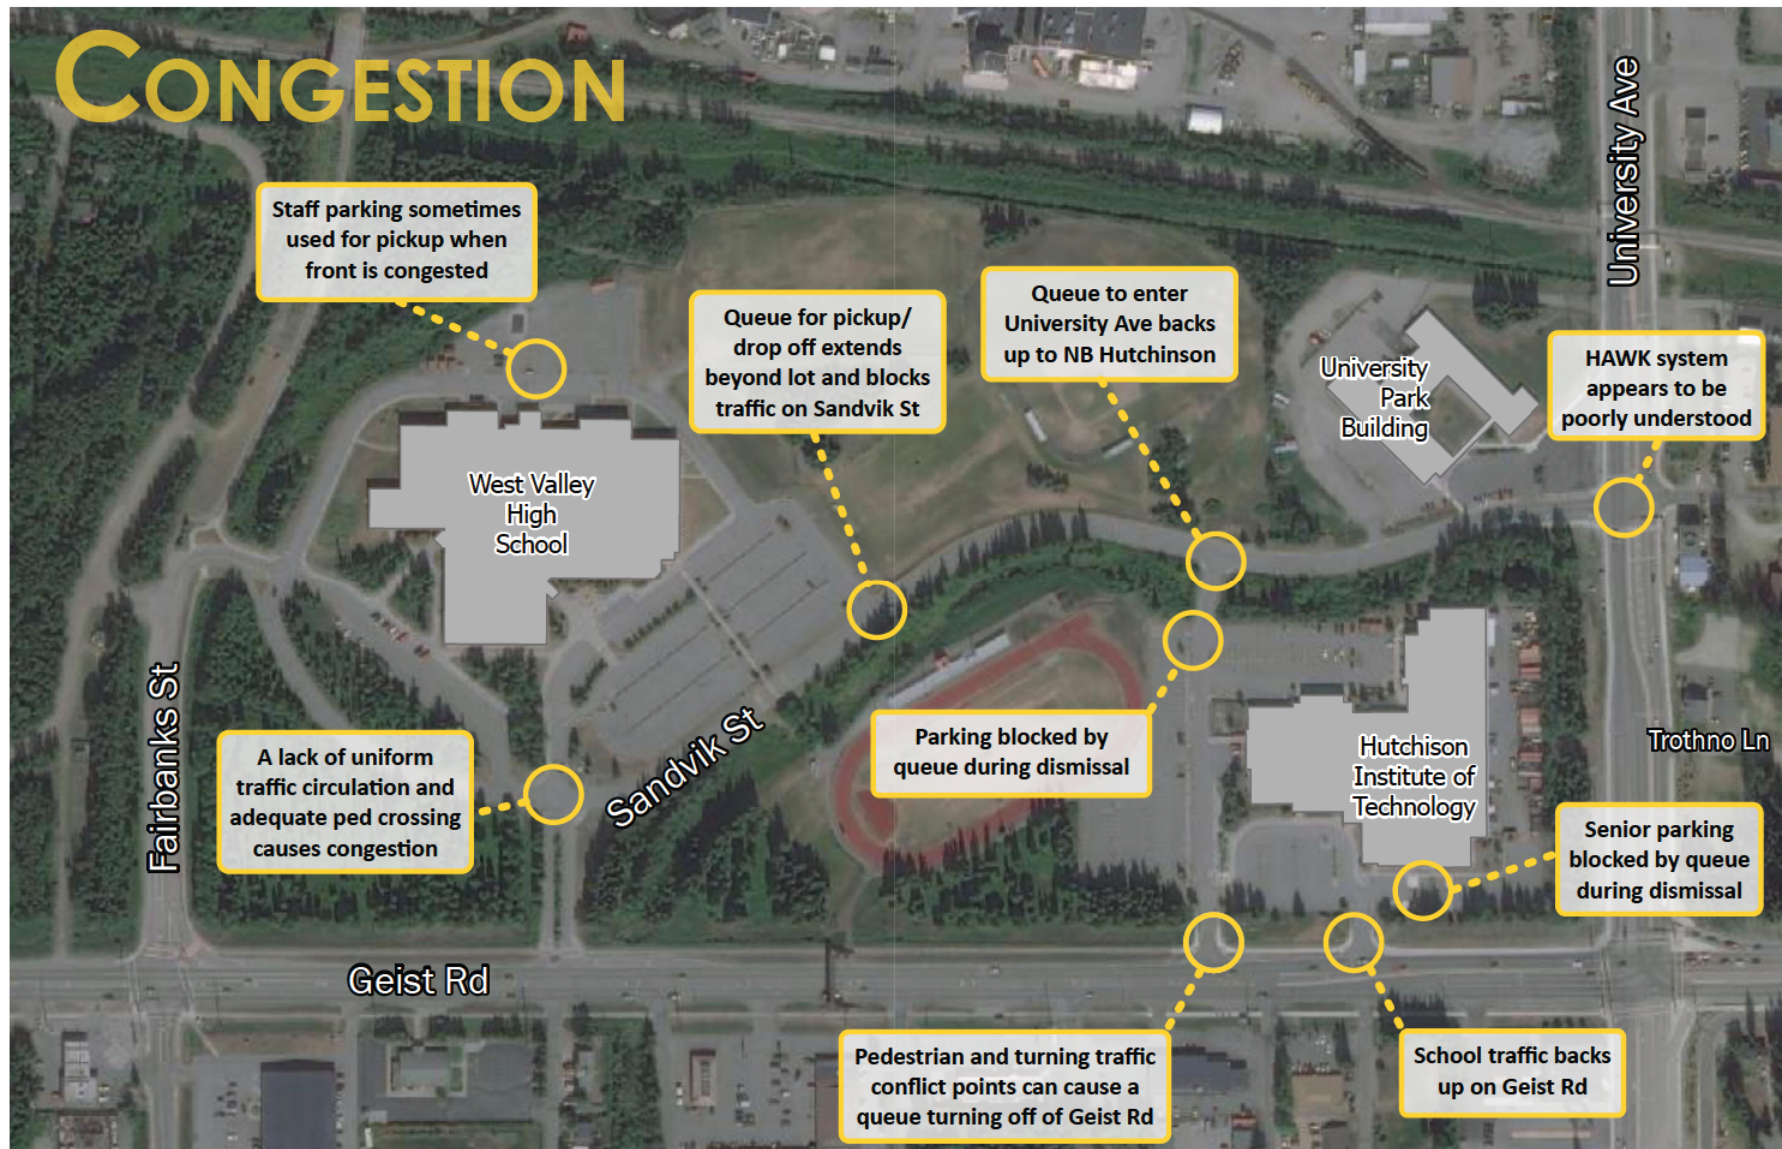 CONGESTION
Staff parking sometimes
used for pickup when
front is congested
Queue for pickup/
drop off extends
beyond lot and blocks
traffic on Sandvik St
Queue to enter
University Ave backs
up to NB Hutchinson
University Ave
HAWK system
appears to be
poorly understood
University
Park
Building
West Valley
High
School
Fairbanks St
A lack of uniform
traffic circulation and
adequate ped crossing
causes congestion
Sandvik St
Parking blocked by
queue during dismissal
Hutchison
Institute of
Technology
Trothno Ln
Senior parking
blocked by queue
during dismissal
Geist Rd
Pedestrian and turning traffic
conflict points can cause a
queue turning off of Geist Rd
School traffic backs
up on Geist Rd